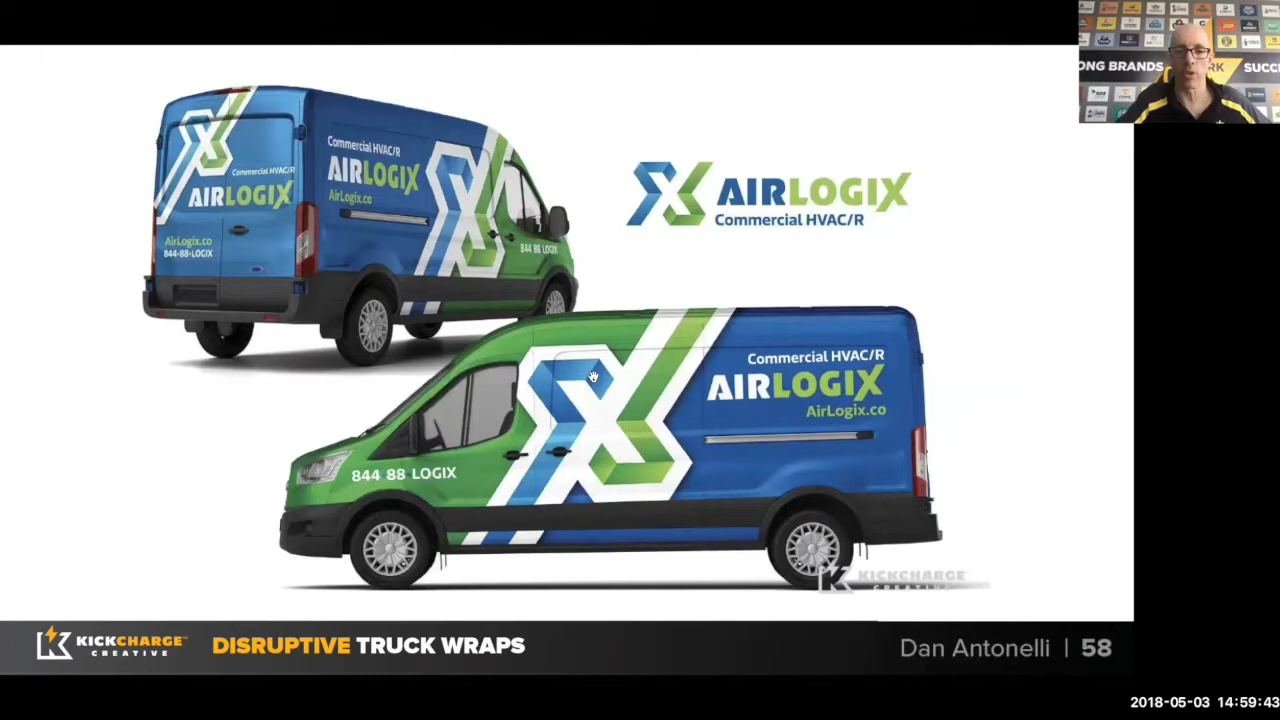 ONG BRANDS
RK
SUCC
Commercial HVAC/R
AIRLOGIX
AirLogix.co
844-88-LOGIX
Commercial HVAC/R
AIRLOGIX
AirLogix.co
844 88 LOGIX
AIRLOGIX
Commercial HVAC/R
844 88 LOGIX
Commercial HVAC/R
AIRLOGIX
AirLogix.co
KICKCHARGE
CREATIVE
KICKCHARGE™
CREATIVE
DISRUPTIVE TRUCK WRAPS
Dan Antonelli | 58
2018-05-03 14:59:43